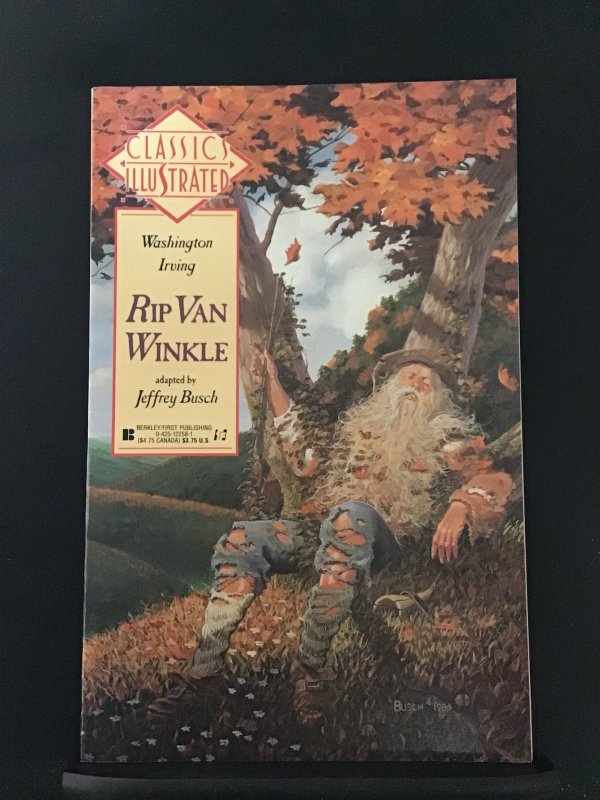 CLASSICS
ILLUSTRATED
Washington
Irving
RIP VAN
WINKLE
adapted by
Jeffrey Busch
BERKLEY/FIRST PUBLISHING
0-425-12258-1
($4.75 CANADA) $3.75 U.S.
BUSCH 1989